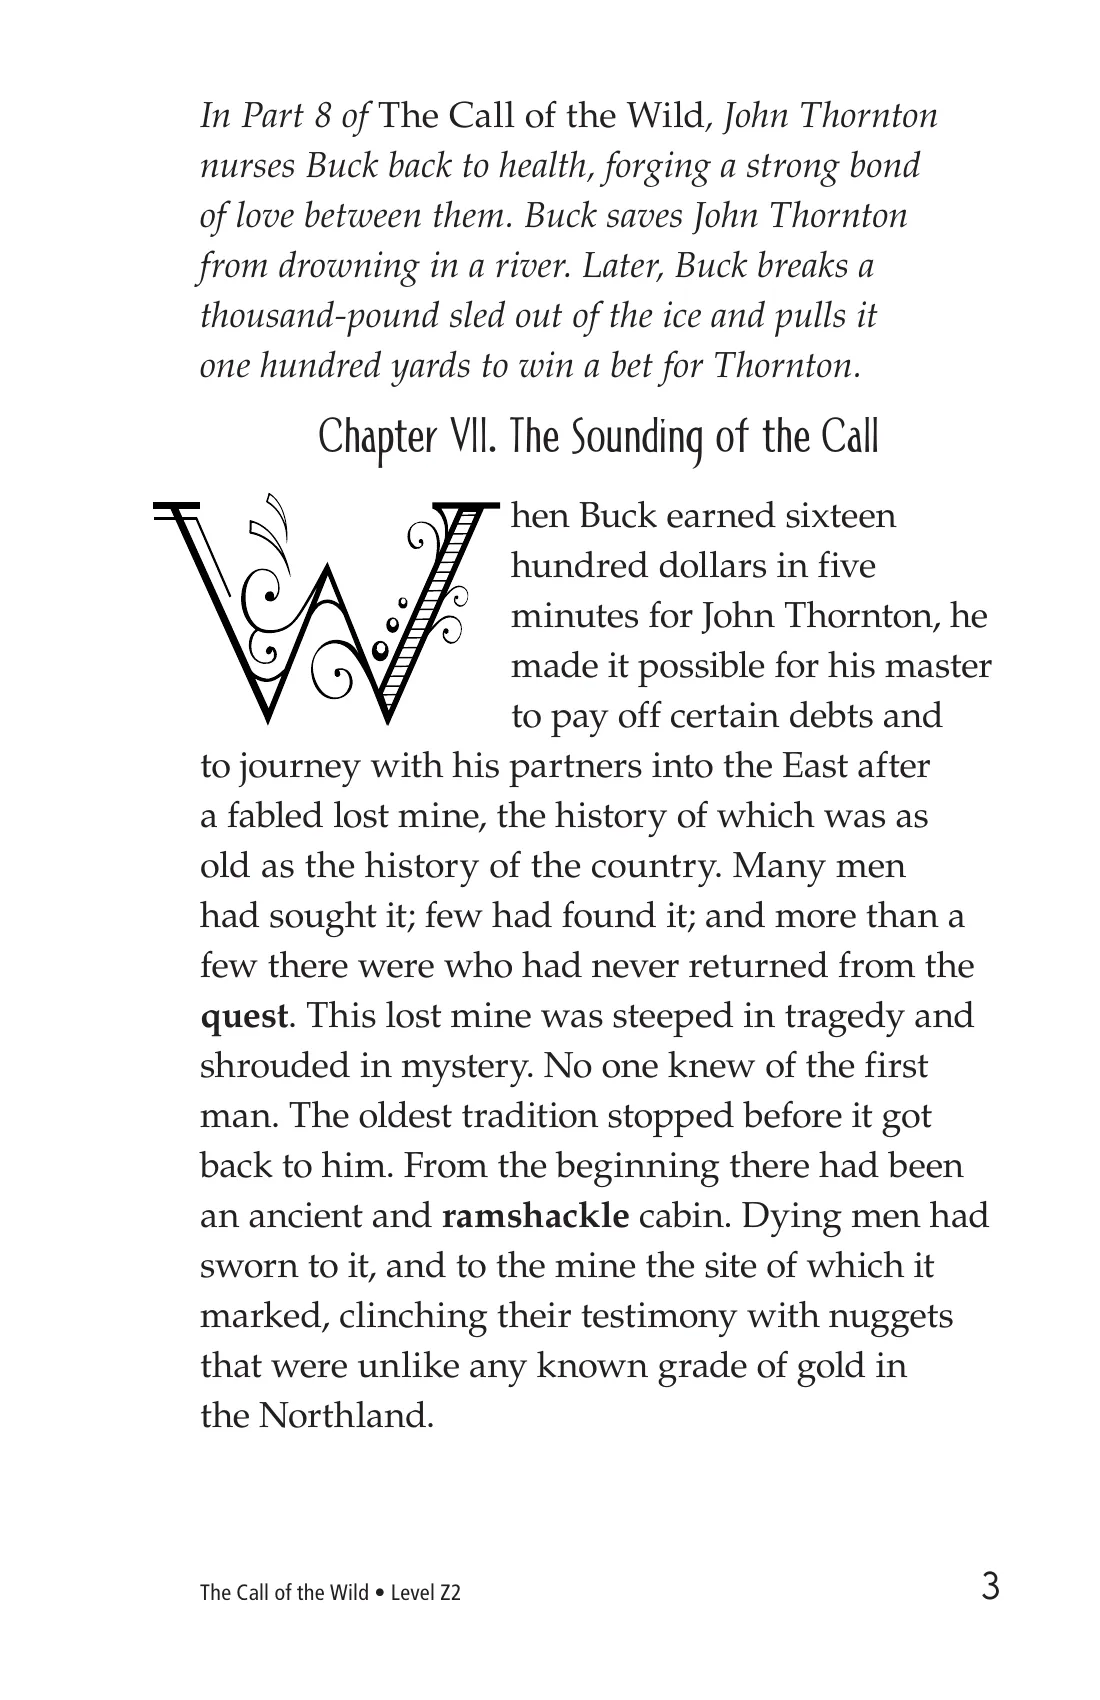 In Part 8 of The Call of the Wild, John Thornton
nurses Buck back to health, forging a strong bond
of love between them. Buck saves John Thornton
from drowning in a river. Later, Buck breaks a
thousand-pound sled out of the ice and pulls it
one hundred yards to win a bet for Thornton.
Chapter VII. The Sounding of the Call
When Buck earned sixteen
hundred dollars in five
minutes for John Thornton, he
made it possible for his master
to pay off certain debts and
to journey with his partners into the East after
a fabled lost mine, the history of which was as
old as the history of the country. Many men
had sought it; few had found it; and more than a
few there were who had never returned from the
quest. This lost mine was steeped in tragedy and
shrouded in mystery. No one knew of the first
man. The oldest tradition stopped before it got
back to him. From the beginning there had been
an ancient and ramshackle cabin. Dying men had
sworn to it, and to the mine the site of which it
marked, clinching their testimony with nuggets
that were unlike any known grade of gold in
the Northland.
The Call of the Wild • Level Z2
3